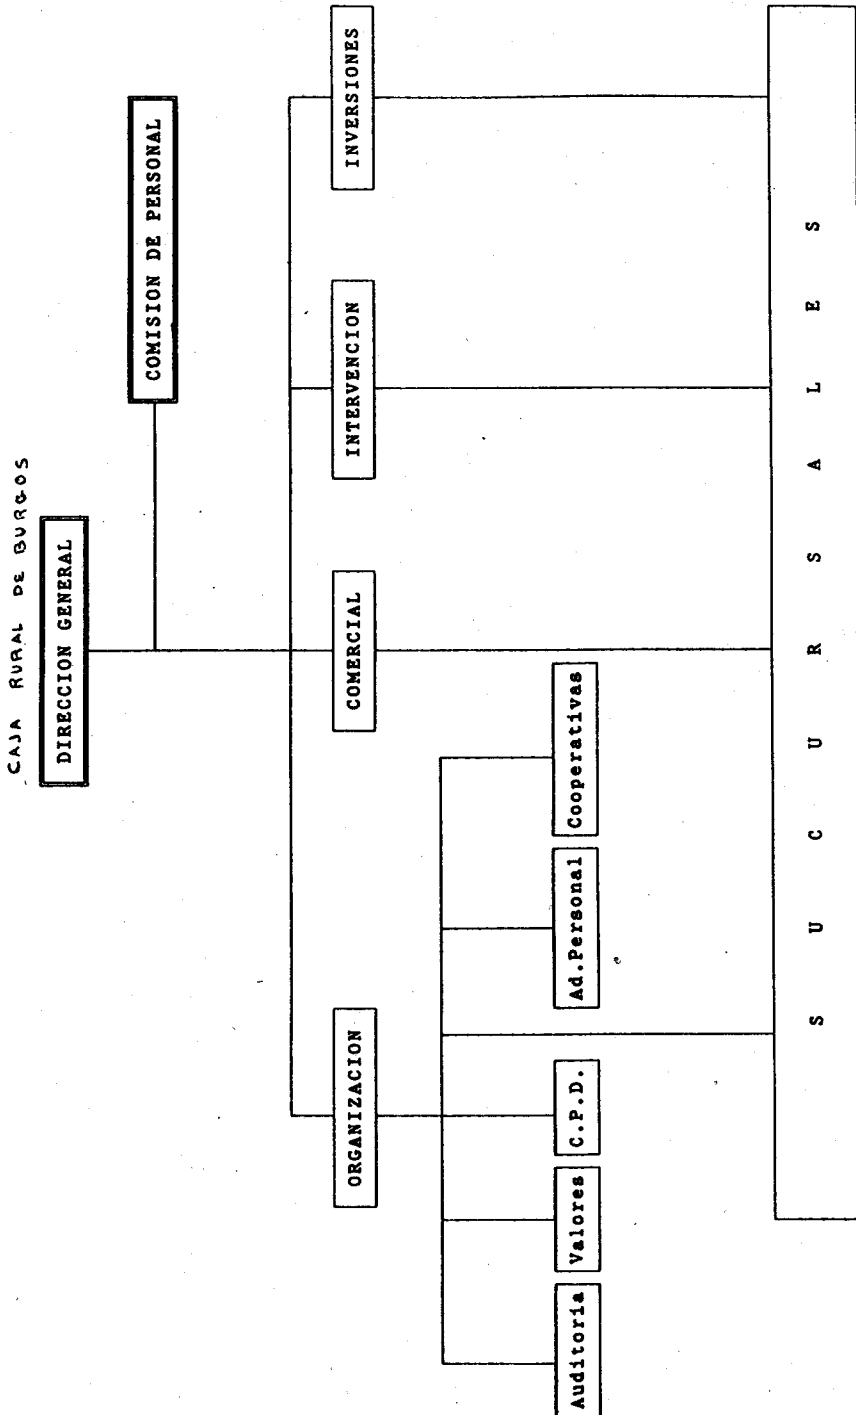 CAJA RURAL DE BURGOS
DIRECCION GENERAL
COMISION DE PERSONAL
ORGANIZACION
COMERCIAL
INTERVENCION
INVERSIONES
Auditoria
Valores
C.P.D.
Ad.Personal
Cooperativas
S U C U R S A L E S